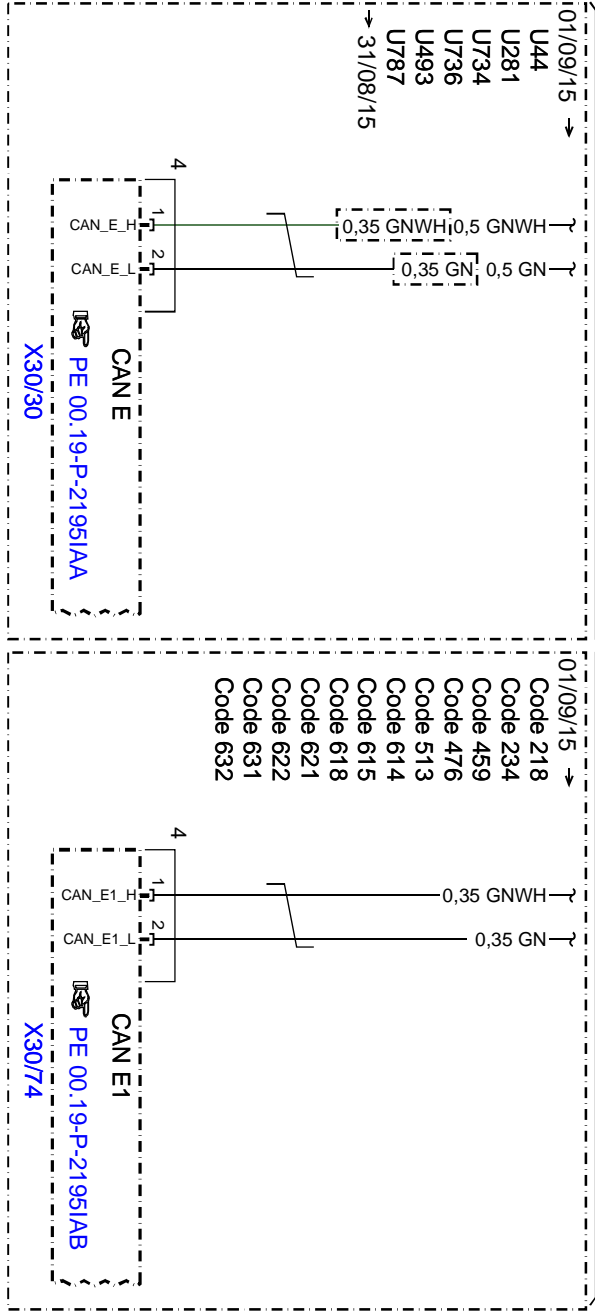 01/09/15
U44
U281
U734
U736
U493
U787
31/08/15
4
1
2
CAN_E_H
CAN_E_L
0,35 GNWH
0,5 GNWH
0,35 GN
0,5 GN
CAN E
PE 00.19-P-2195IAA
X30/30
01/09/15
Code 218
Code 234
Code 459
Code 476
Code 513
Code 614
Code 615
Code 618
Code 621
Code 622
Code 631
Code 632
4
1
2
CAN_E1_H
CAN_E1_L
0,35 GNWH
0,35 GN
CAN E1
PE 00.19-P-2195IAB
X30/74